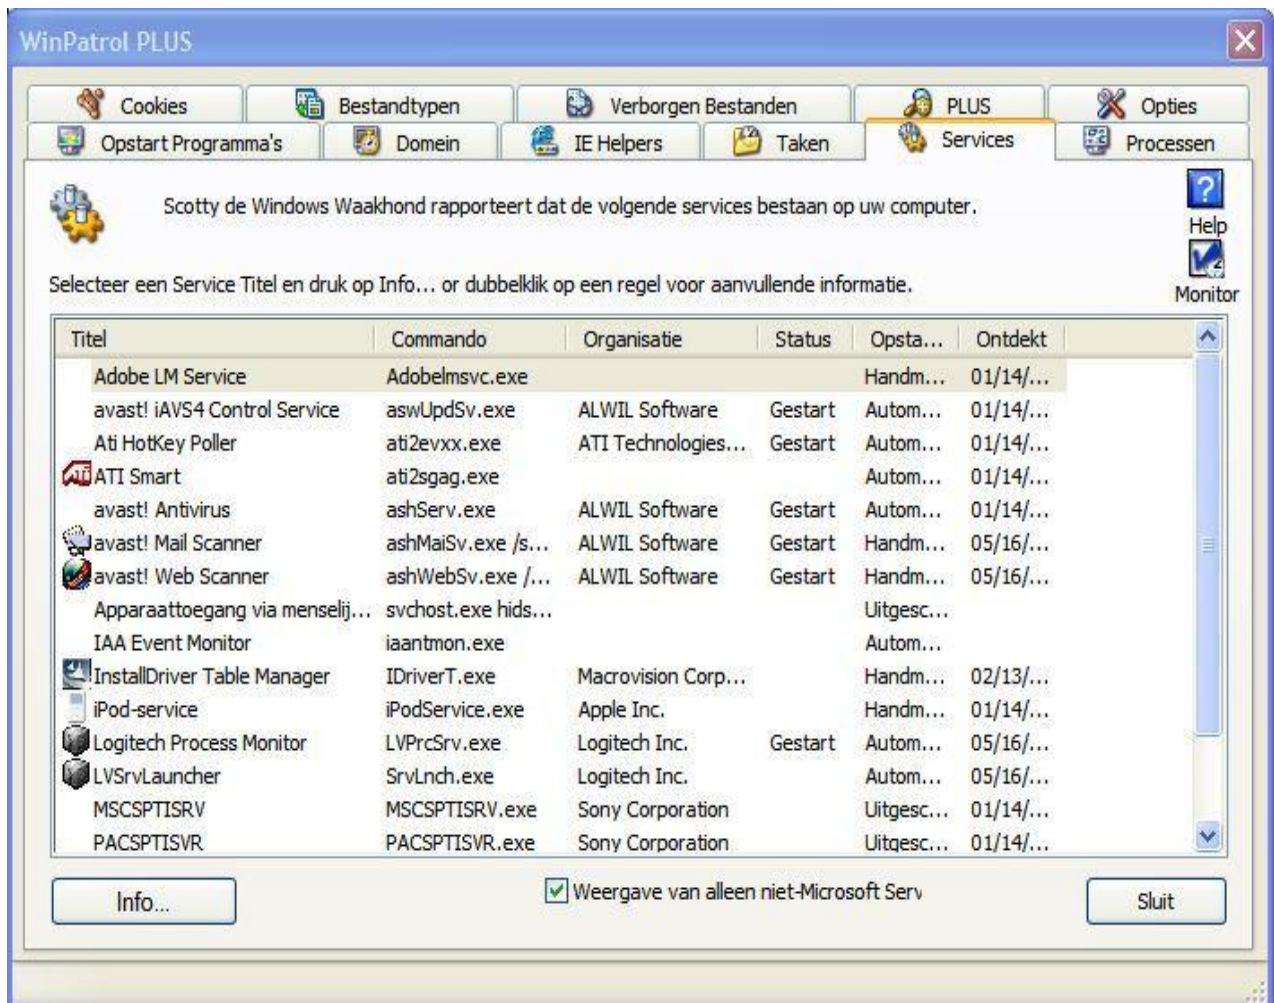 WinPatrol PLUS
Cookies Bestandtypen Verborgen Bestanden PLUS Opties
Opstart Programma's Domein IE Helpers Taken Services Processen
Scotty de Windows Waakhond rapporteert dat de volgende services bestaan op uw computer.
Help
Selecteer een Service Titel en druk op Info... or dubbelklik op een regel voor aanvullende informatie.
Monitor
Titel Commando Organisatie Status Opsta... Ontdekt
Adobe LM Service Adobelmsvc.exe Handm... 01/14/...
avast! iAVS4 Control Service aswUpdSv.exe ALWIL Software Gestart Autom... 01/14/...
Ati HotKey Poller ati2evxx.exe ATI Technologies... Gestart Autom... 01/14/...
ATI Smart ati2sgag.exe Autom... 01/14/...
avast! Antivirus ashServ.exe ALWIL Software Gestart Autom... 01/14/...
avast! Mail Scanner ashMaiSv.exe /s... ALWIL Software Gestart Handm... 05/16/...
avast! Web Scanner ashWebSv.exe /... ALWIL Software Gestart Handm... 05/16/...
Apparaattoegang via menselij... svchost.exe hids... Uitgesc...
IAA Event Monitor iaantmon.exe Autom...
InstallDriver Table Manager IDriverT.exe Macrovision Corp... Handm... 02/13/...
iPod-service iPodService.exe Apple Inc. Handm... 01/14/...
Logitech Process Monitor LVPrcSrv.exe Logitech Inc. Gestart Autom... 05/16/...
LVSrvLauncher SrvLnch.exe Logitech Inc. Autom... 05/16/...
MSCSPTISRV MSCSPTISRV.exe Sony Corporation Uitgesc... 01/14/...
PACSPTISVR PACSPTISVR.exe Sony Corporation Uitgesc... 01/14/...
Info... Weergave van alleen niet-Microsoft Serv Sluit